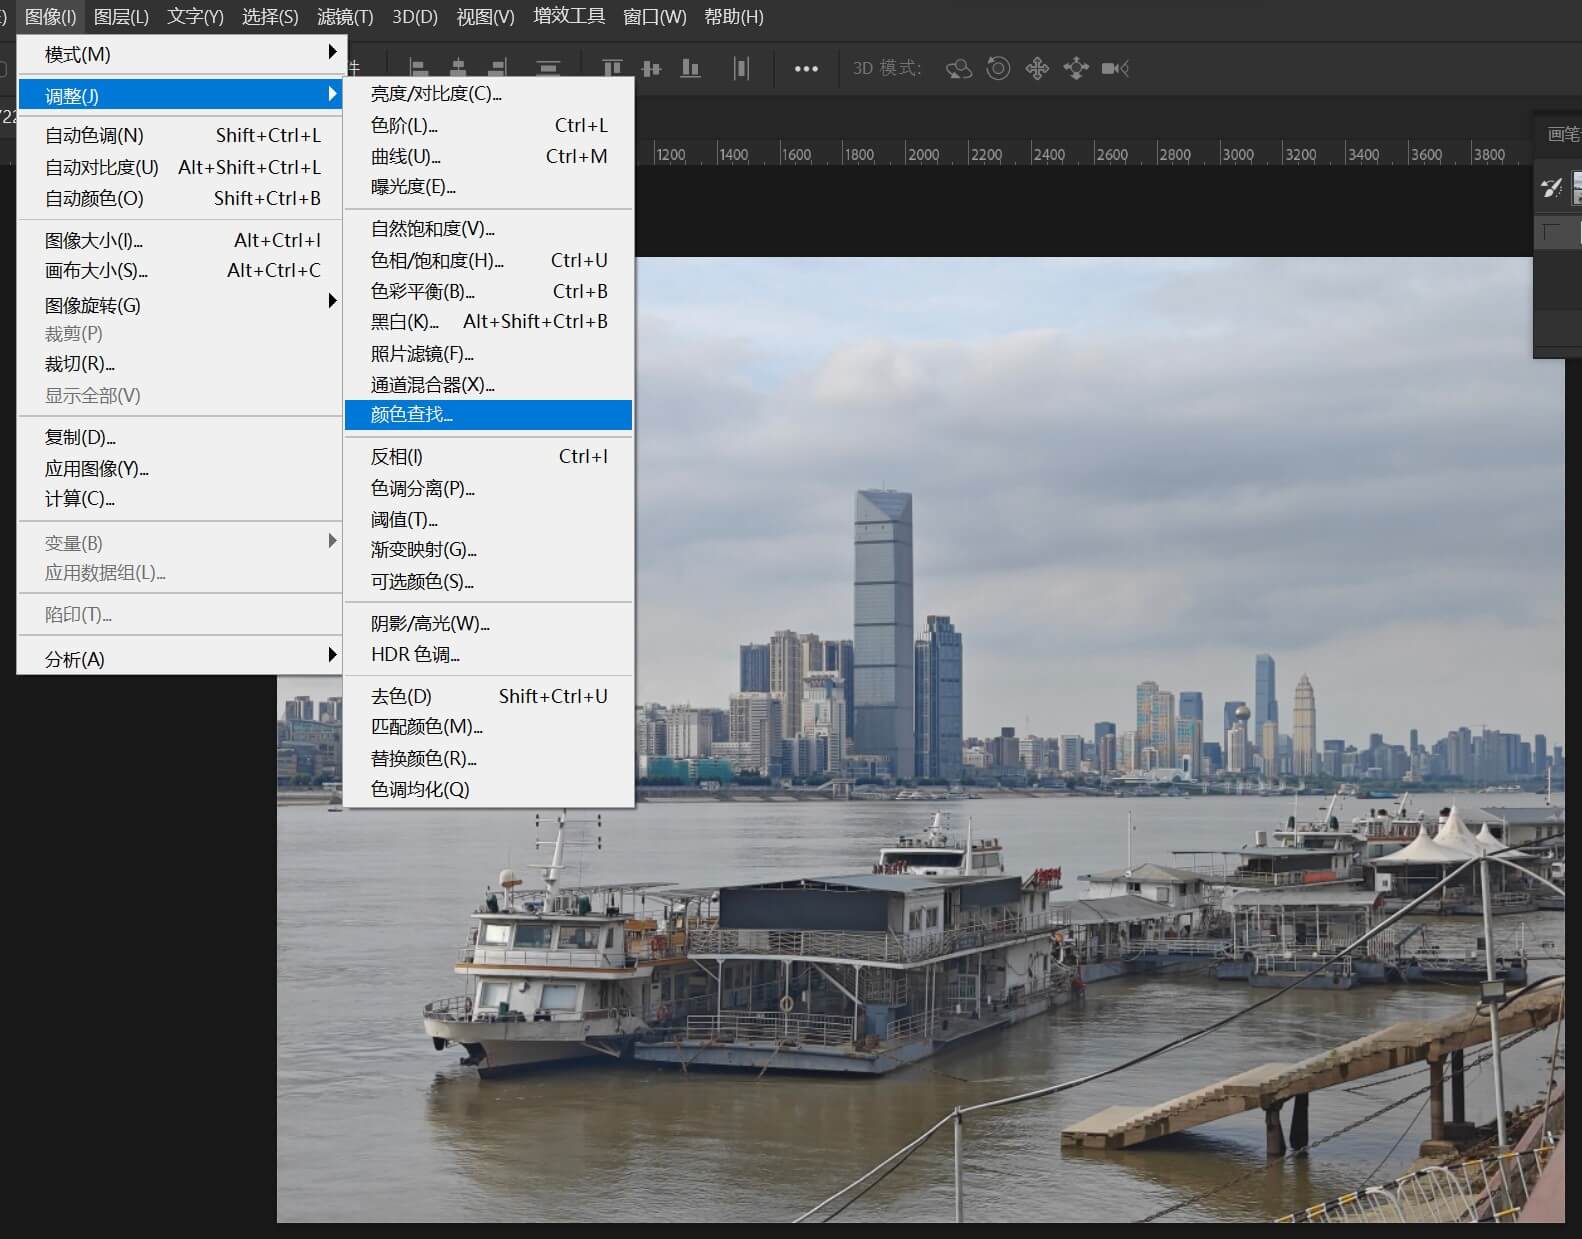 图像(I) 图层(L) 文字(Y) 选择(S) 滤镜(T) 3D(D) 视图(V) 增效工具 窗口(W) 帮助(H)
件 ••• 3D 模式:
模式(M)
调整(J)
自动色调(N) Shift+Ctrl+L
自动对比度(U) Alt+Shift+Ctrl+L
自动颜色(O) Shift+Ctrl+B
图像大小(I)... Alt+Ctrl+I
画布大小(S)... Alt+Ctrl+C
图像旋转(G)
裁剪(P)
裁切(R)...
显示全部(V)
复制(D)...
应用图像(Y)...
计算(C)...
变量(B)
应用数据组(L)...
陷印(T)...
分析(A)
亮度/对比度(C)...
色阶(L)... Ctrl+L
曲线(U)... Ctrl+M
曝光度(E)...
自然饱和度(V)...
色相/饱和度(H)... Ctrl+U
色彩平衡(B)... Ctrl+B
黑白(K)... Alt+Shift+Ctrl+B
照片滤镜(F)...
通道混合器(X)...
颜色查找...
反相(I) Ctrl+I
色调分离(P)...
阈值(T)...
渐变映射(G)...
可选颜色(S)...
阴影/高光(W)...
HDR 色调...
去色(D) Shift+Ctrl+U
匹配颜色(M)...
替换颜色(R)...
色调均化(Q)
1200 1400 1600 1800 2000 2200 2400 2600 2800 3000 3200 3400 3600 3800
画笔